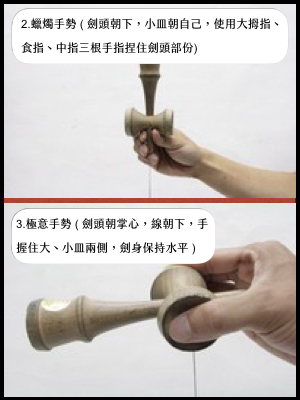 2.蠟燭手勢 ( 劍頭朝下，小皿朝自己，使用大拇指、
食指、中指三根手指捏住劍頭部份)
3.極意手勢 ( 劍頭朝掌心，線朝下，手
握住大、小皿兩側，劍身保持水平 )